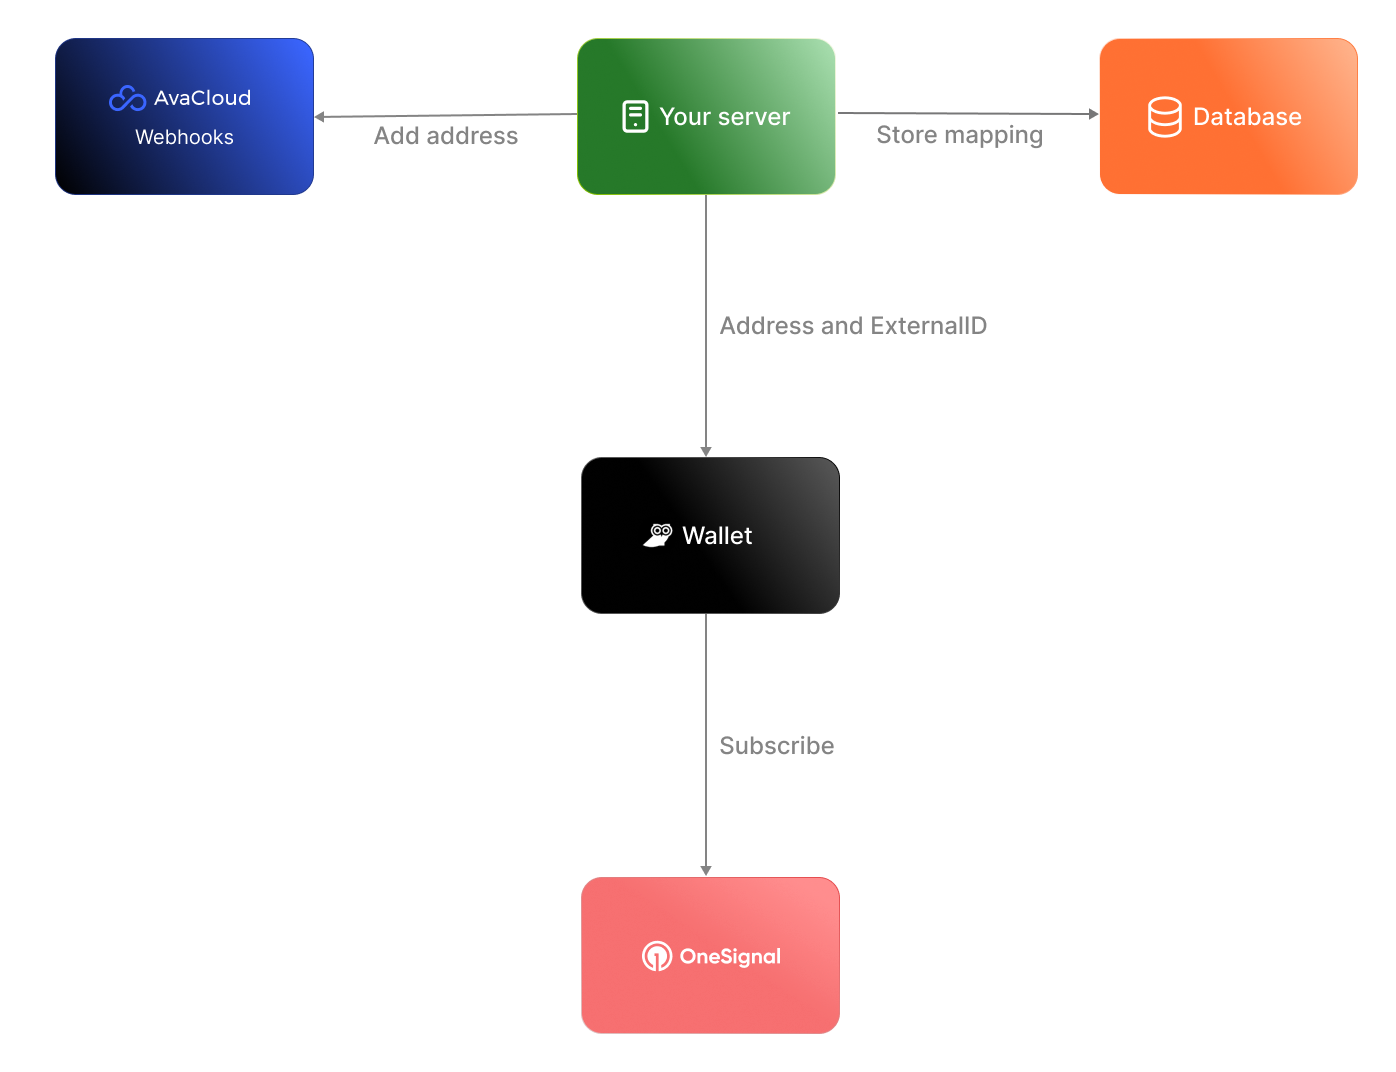 AvaCloud
Webhooks
Add address
Your server
Store mapping
Database
Address and ExternalID
Wallet
Subscribe
OneSignal